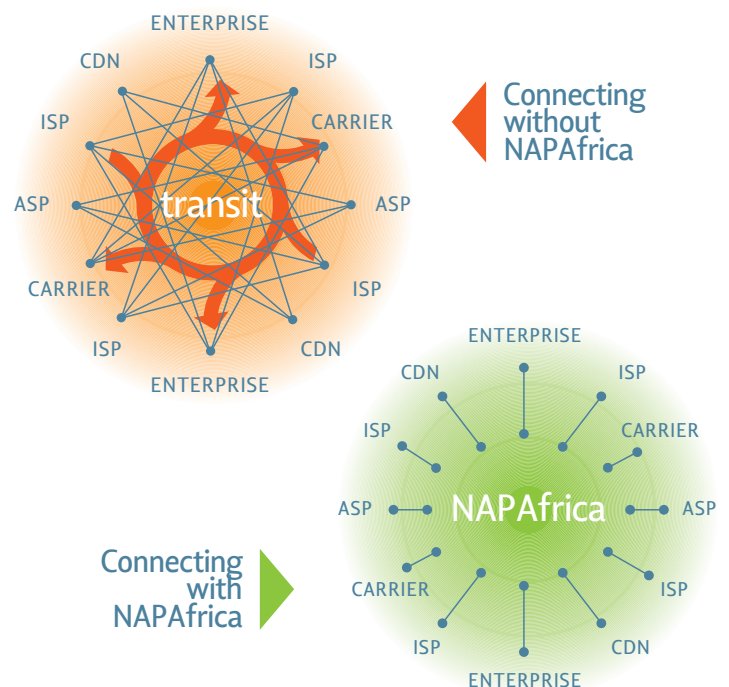 ENTERPRISE
CDN
ISP
ISP
CARRIER
ASP
transit
ASP
CARRIER
ISP
ISP
CDN
ENTERPRISE
Connecting
without
NAPAfrica
ENTERPRISE
CDN
ISP
ISP
CARRIER
ASP
NAPAfrica
ASP
CARRIER
ISP
ISP
CDN
ENTERPRISE
Connecting
with
NAPAfrica